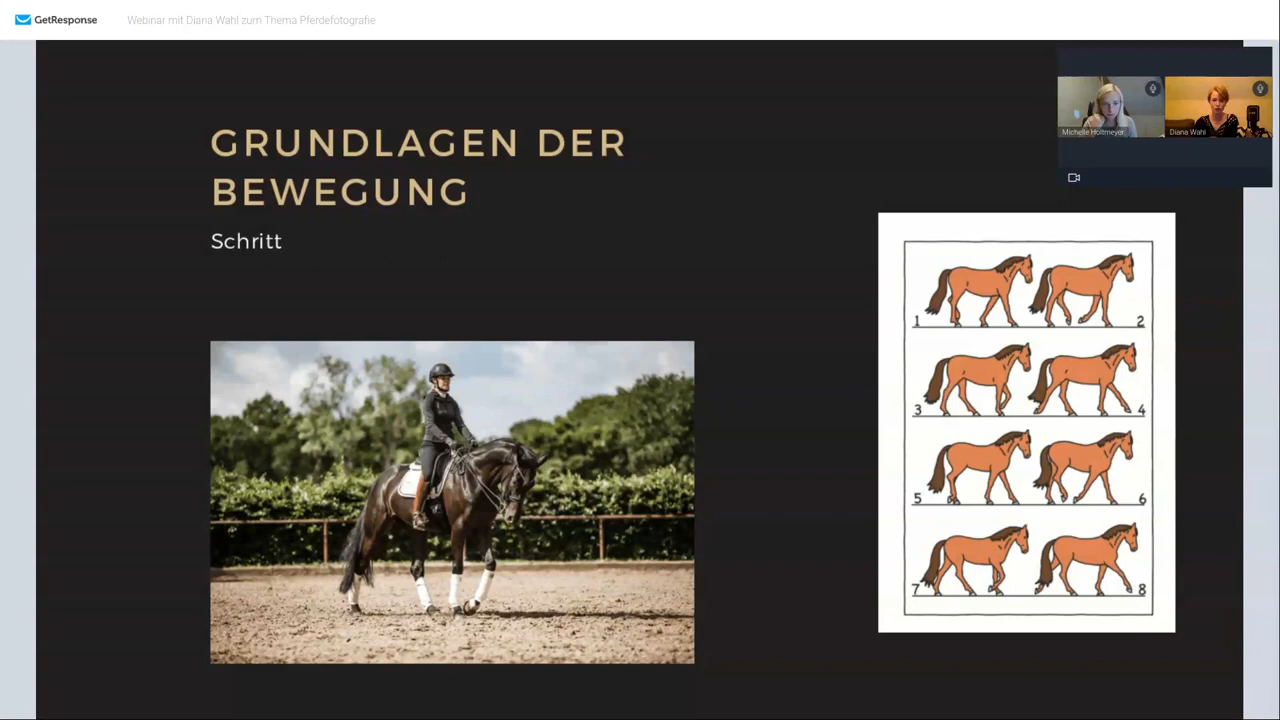 GetResponse
Webinar mit Diana Wahl zum Thema Pferdefotografie
Michelle Holtmeyer
Diana Wahl
GRUNDLAGEN DER
BEWEGUNG
Schritt
1 2
3 4
5 6
7 8